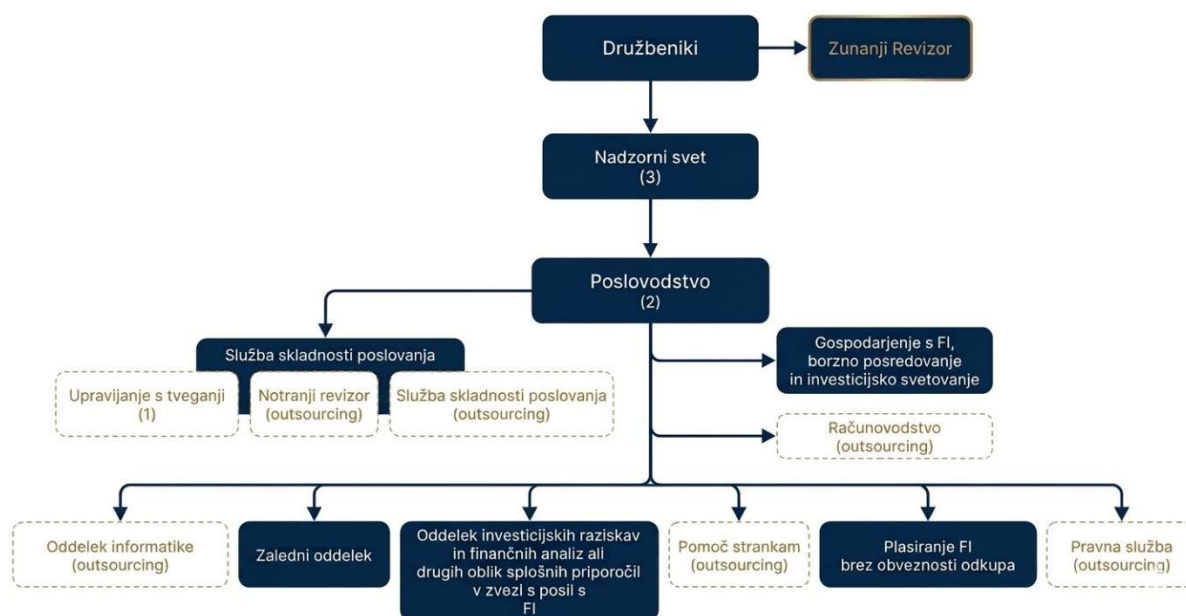 Družbeniki
Zunanji Revizor
Nadzorni svet
(3)
Poslovodstvo
(2)
Služba skladnosti poslovanja
Gospodarjenje s FI,
borzno posredovanje
in investicijsko svetovanje
Upravijanje s tveganji
(1)
Notranji revizor
(outsourcing)
Služba skladnosti poslovanja
(outsourcing)
Računovodstvo
(outsourcing)
Oddelek informatike
(outsourcing)
Zaledni oddelek
Oddelek investicijskih raziskav
in finančnih analiz ali
drugih oblik splošnih priporočil
v zvezl s posil s
FI
Pomoč strankam
(outsourcing)
Plasiranje FI
brez obveznosti odkupa
Pravna služba
(outsourcing)